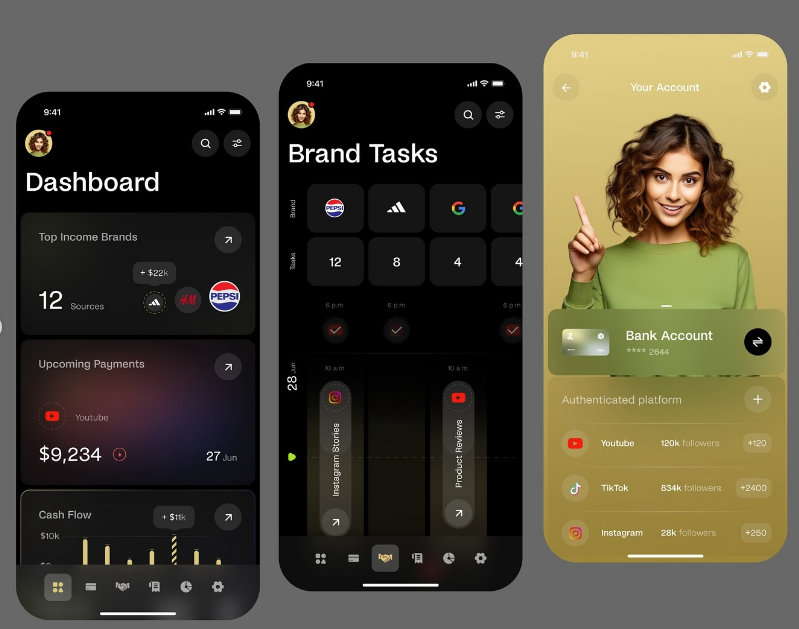 9:41
Dashboard
Top Income Brands
+ $22k
12 Sources
H&M
PEPSI
Upcoming Payments
Youtube
$9,234
27 Jun
Cash Flow
+ $11k
$10k
9:41
Brand Tasks
Brand
PEPSI
G
G
Tasks
12
8
4
4
6 p.m
6 p.m
6 p.m
28 Jun
10 a.m
10 a.m
Instagram Stories
Product Reviews
9:41
Your Account
Bank Account
**** 2644
Authenticated platform
Youtube 120k followers +120
TikTok 834k followers +2400
Instagram 28k followers +250